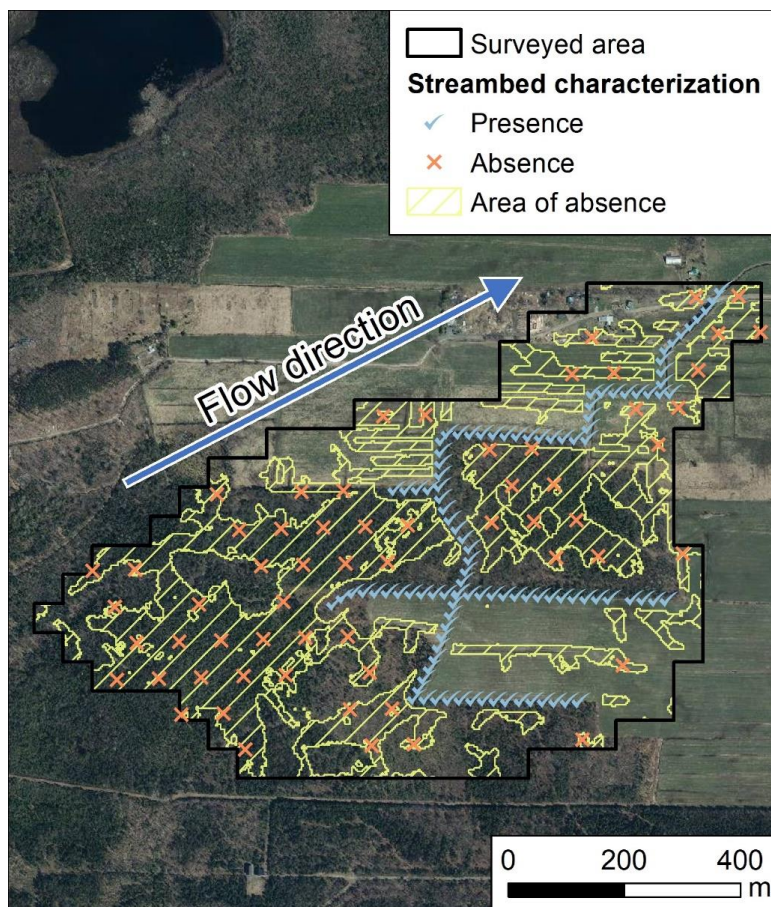 Surveyed area
Streambed characterization
Presence
Absence
Area of absence
Flow direction
0 200 400
m